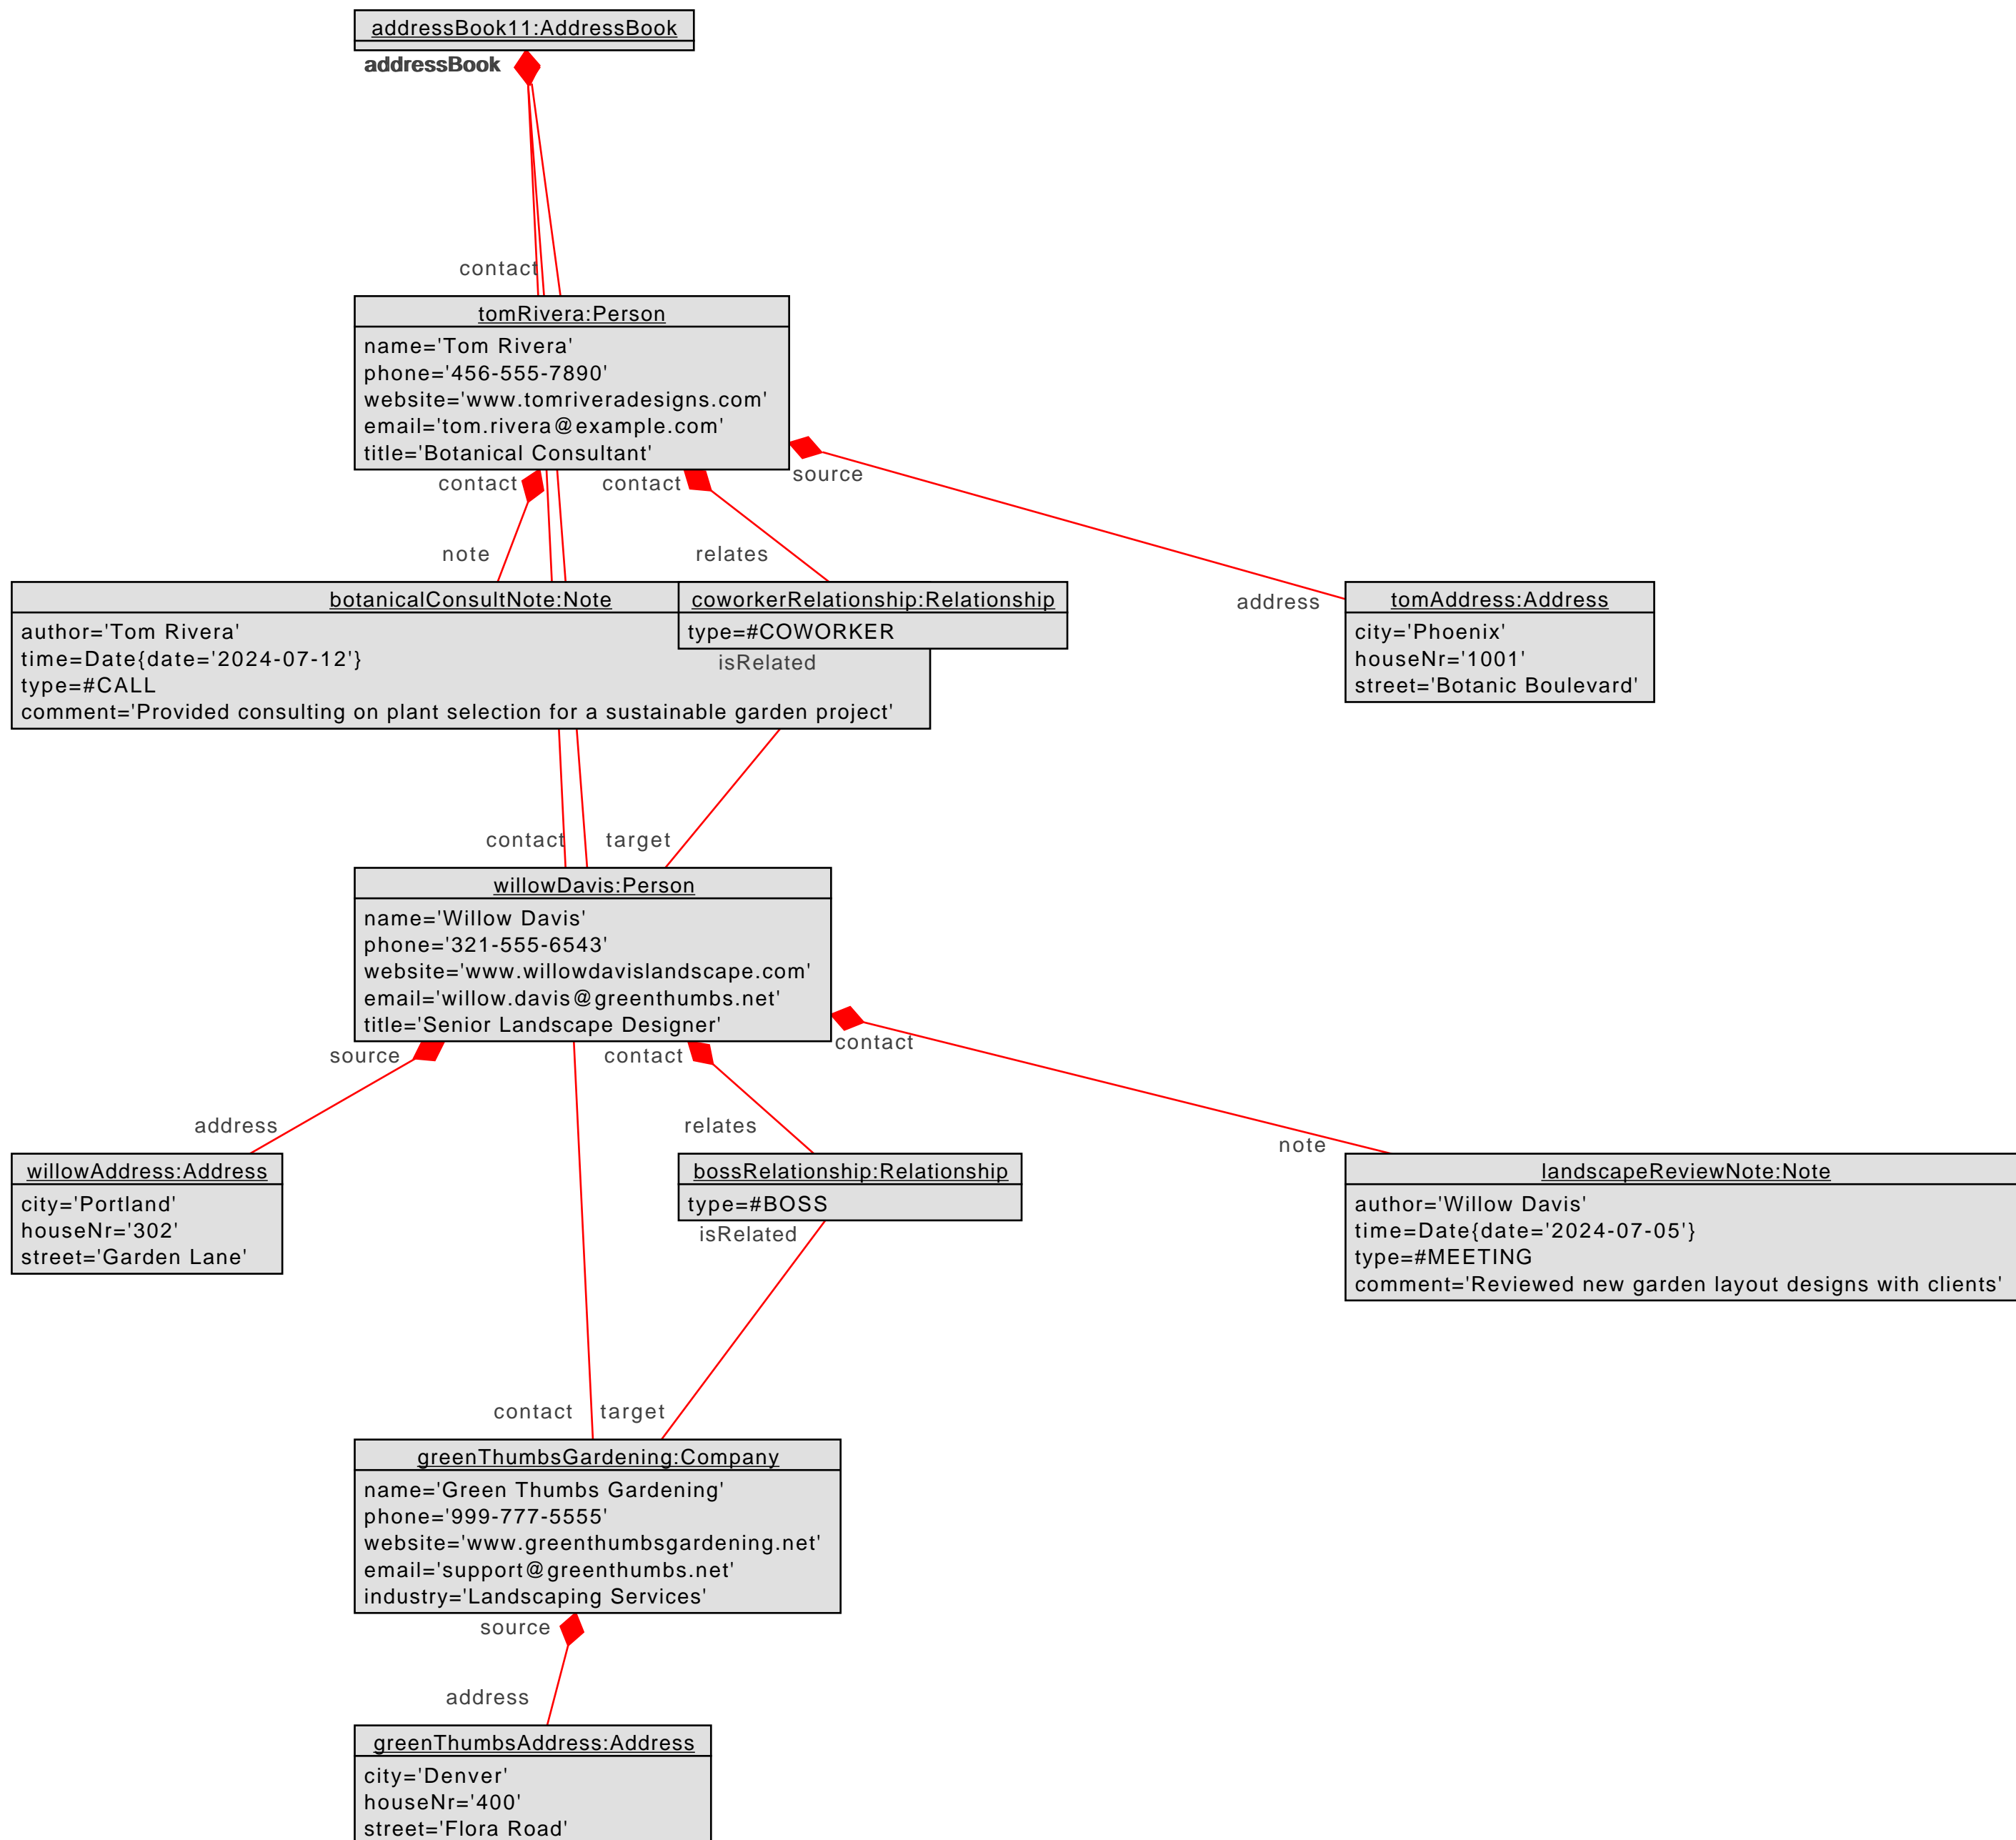 addressBook11:AddressBook
addressBook
contact
tomRivera:Person
name='Tom Rivera'
phone='456-555-7890'
website='www.tomriveradesigns.com'
email='tom.rivera@example.com'
title='Botanical Consultant'
contact
contact
source
note
relates
address
botanicalConsultNote:Note
author='Tom Rivera'
time=Date{date='2024-07-12'}
type=#CALL
comment='Provided consulting on plant selection for a sustainable garden project'
coworkerRelationship:Relationship
type=#COWORKER
isRelated
tomAddress:Address
city='Phoenix'
houseNr='1001'
street='Botanic Boulevard'
contact
target
willowDavis:Person
name='Willow Davis'
phone='321-555-6543'
website='www.willowdavislandscape.com'
email='willow.davis@greenthumbs.net'
title='Senior Landscape Designer'
source
contact
contact
address
relates
note
willowAddress:Address
city='Portland'
houseNr='302'
street='Garden Lane'
bossRelationship:Relationship
type=#BOSS
isRelated
landscapeReviewNote:Note
author='Willow Davis'
time=Date{date='2024-07-05'}
type=#MEETING
comment='Reviewed new garden layout designs with clients'
contact
target
greenThumbsGardening:Company
name='Green Thumbs Gardening'
phone='999-777-5555'
website='www.greenthumbsgardening.net'
email='support@greenthumbs.net'
industry='Landscaping Services'
source
address
greenThumbsAddress:Address
city='Denver'
houseNr='400'
street='Flora Road'